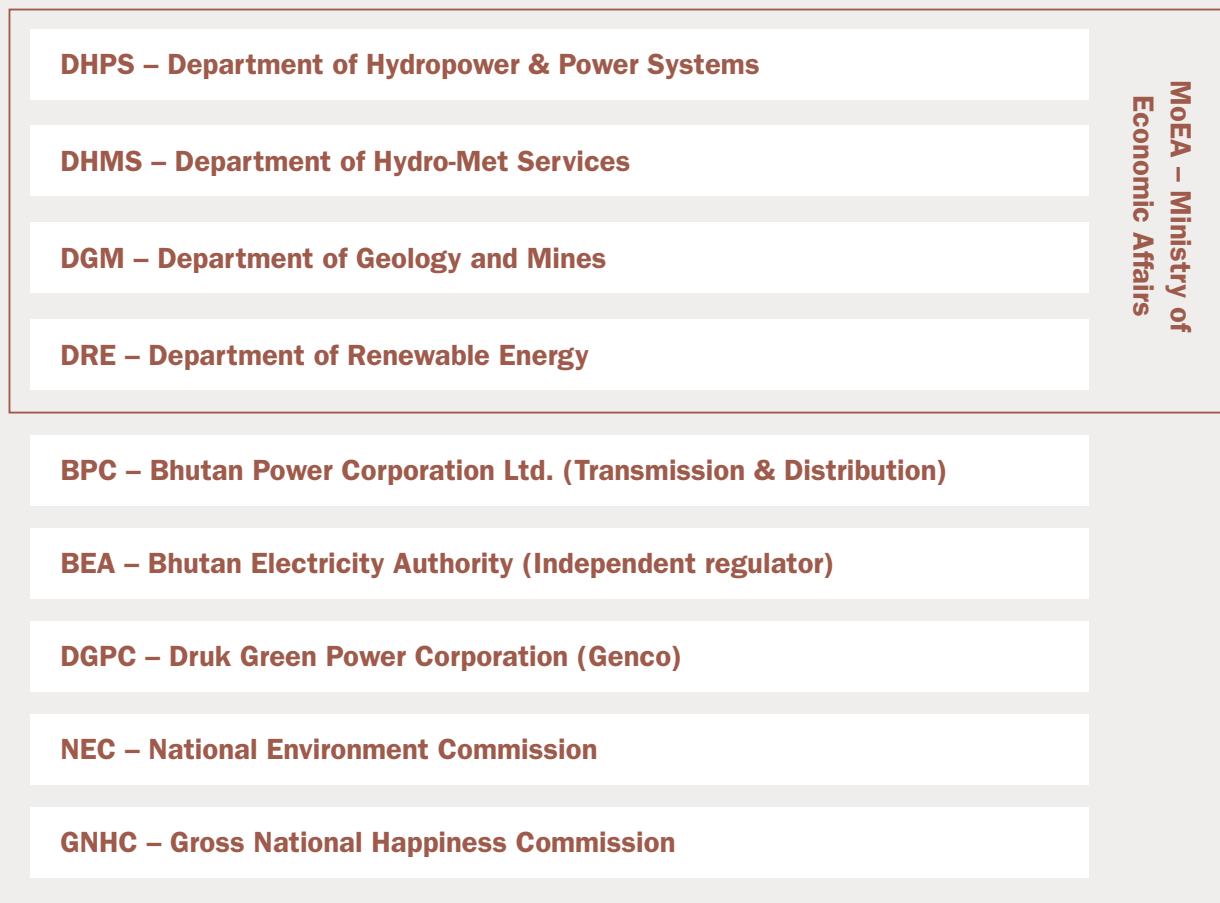 DHPS – Department of Hydropower & Power Systems
DHMS – Department of Hydro-Met Services
DGM – Department of Geology and Mines
DRE – Department of Renewable Energy
MoEA – Ministry of
Economic Affairs
BPC – Bhutan Power Corporation Ltd. (Transmission & Distribution)
BEA – Bhutan Electricity Authority (Independent regulator)
DGPC – Druk Green Power Corporation (Genco)
NEC – National Environment Commission
GNHC – Gross National Happiness Commission